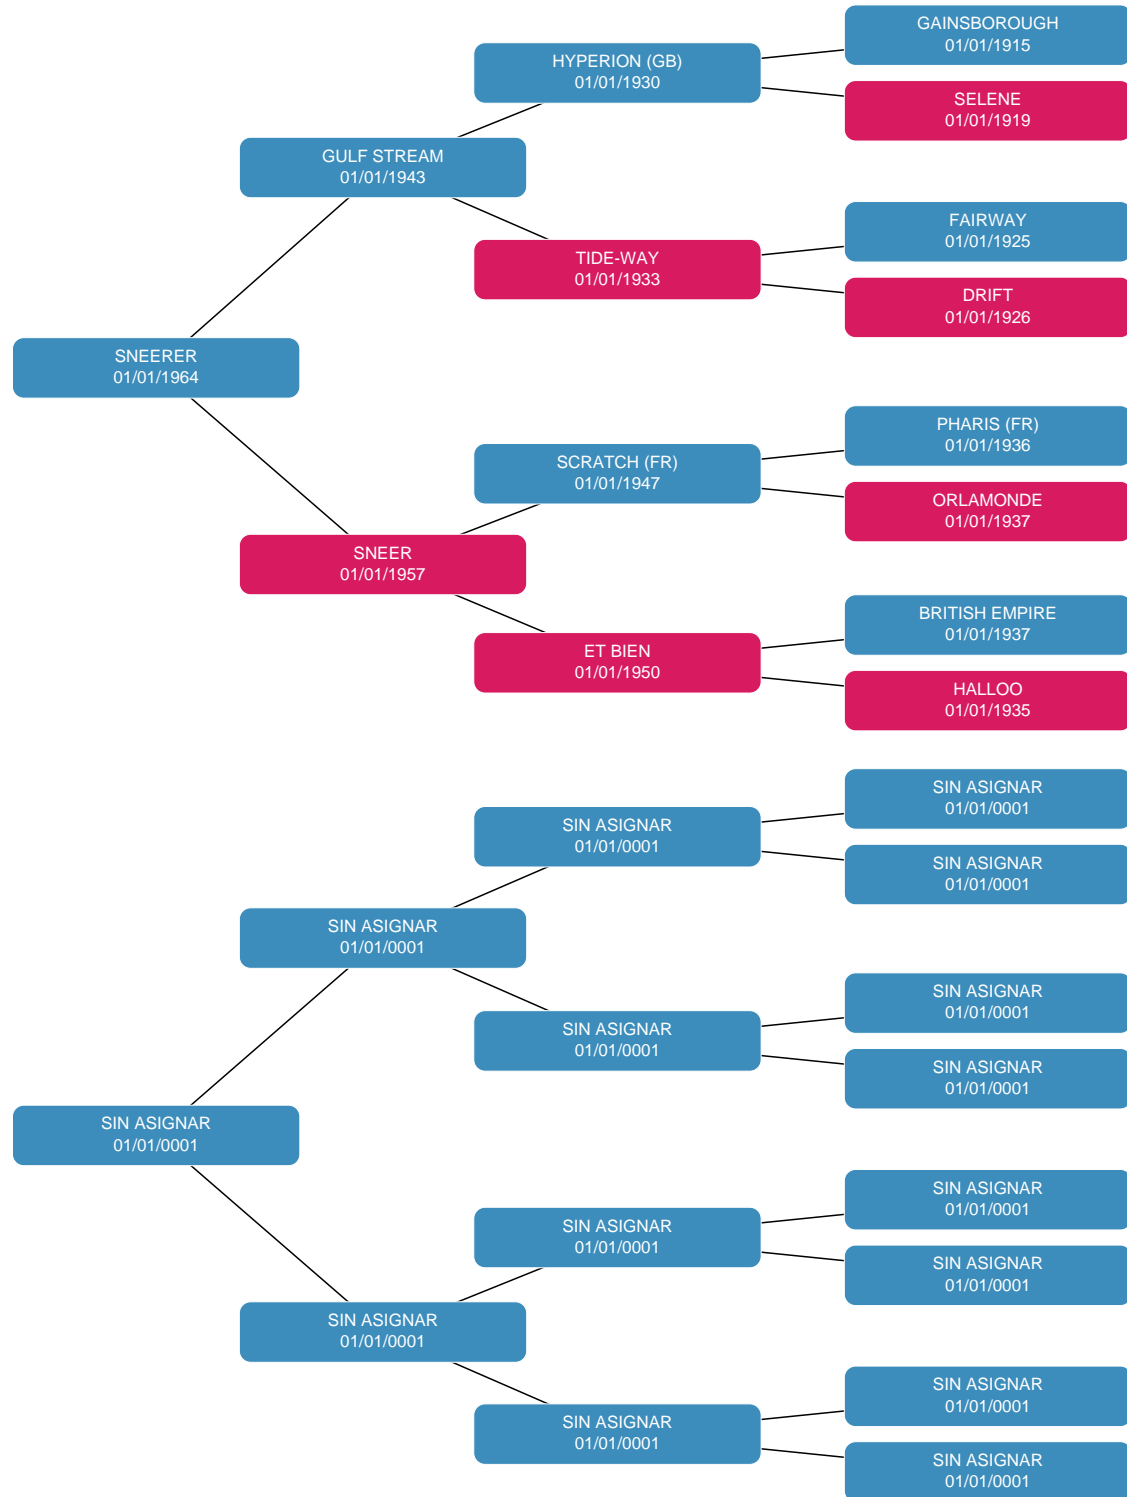 GAINSBOROUGH
01/01/1915
HYPERION (GB)
01/01/1930
SELENE
01/01/1919
GULF STREAM
01/01/1943
FAIRWAY
01/01/1925
TIDE-WAY
01/01/1933
DRIFT
01/01/1926
SNEERER
01/01/1964
PHARIS (FR)
01/01/1936
SCRATCH (FR)
01/01/1947
ORLAMONDE
01/01/1937
SNEER
01/01/1957
BRITISH EMPIRE
01/01/1937
ET BIEN
01/01/1950
HALLOO
01/01/1935
SIN ASIGNAR
01/01/0001
SIN ASIGNAR
01/01/0001
SIN ASIGNAR
01/01/0001
SIN ASIGNAR
01/01/0001
SIN ASIGNAR
01/01/0001
SIN ASIGNAR
01/01/0001
SIN ASIGNAR
01/01/0001
SIN ASIGNAR
01/01/0001
SIN ASIGNAR
01/01/0001
SIN ASIGNAR
01/01/0001
SIN ASIGNAR
01/01/0001
SIN ASIGNAR
01/01/0001
SIN ASIGNAR
01/01/0001
SIN ASIGNAR
01/01/0001
SIN ASIGNAR
01/01/0001